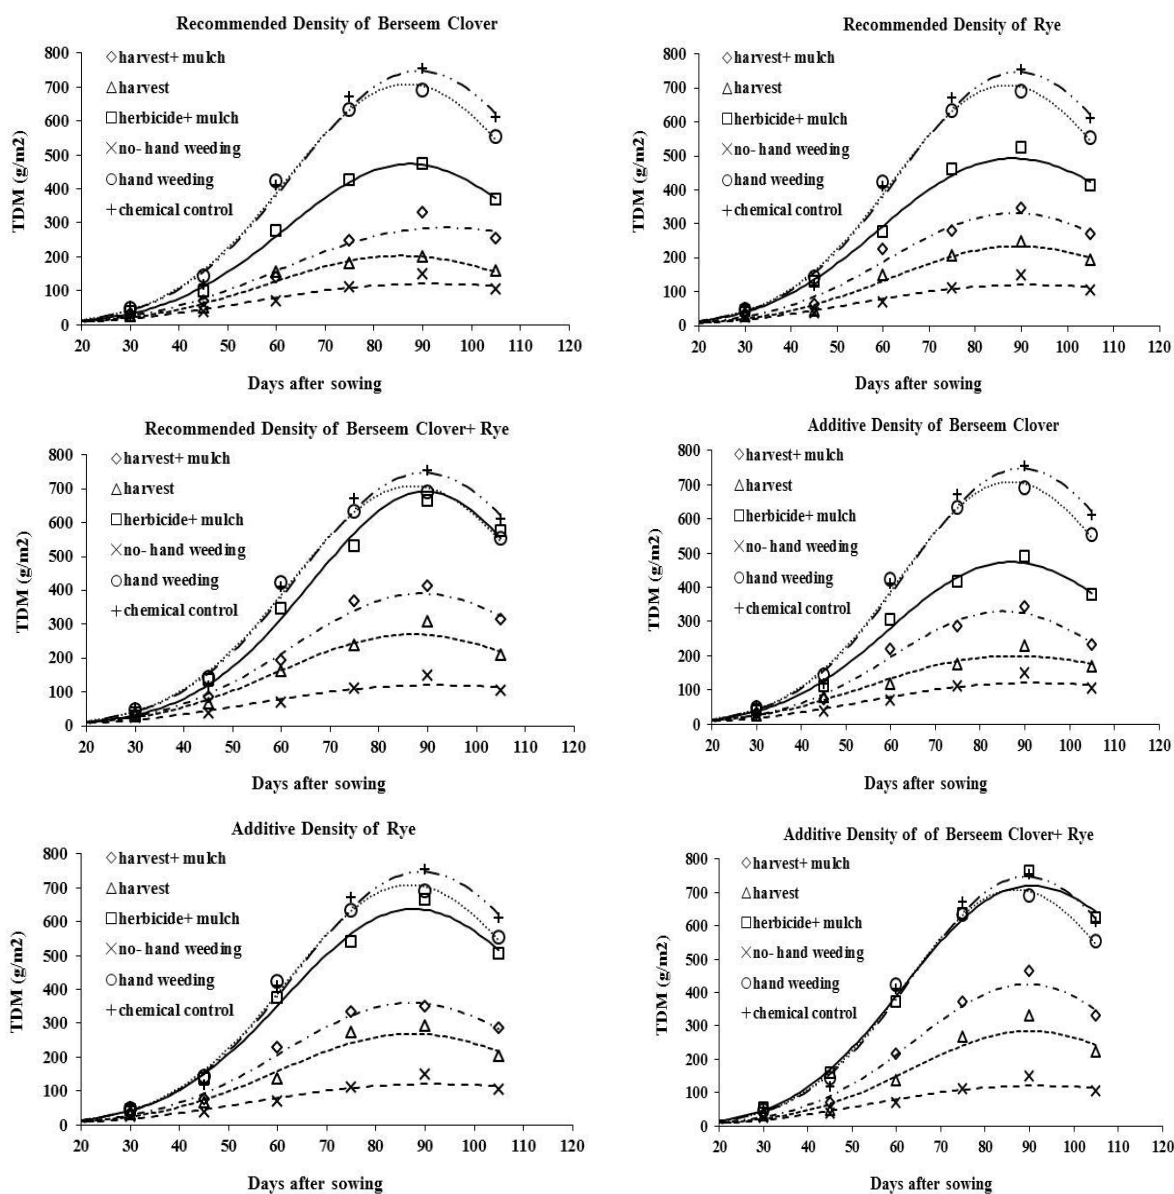 Recommended Density of Berseem Clover
800
700
600
500
400
300
200
100
0
TDM (g/m2)
harvest+ mulch
harvest
herbicide+ mulch
no- hand weeding
hand weeding
chemical control
20 30 40 50 60 70 80 90 100 110 120
Days after sowing
Recommended Density of Rye
800
700
600
500
400
300
200
100
0
TDM (g/m2)
harvest+ mulch
harvest
herbicide+ mulch
no- hand weeding
hand weeding
chemical control
20 30 40 50 60 70 80 90 100 110 120
Days after sowing
Recommended Density of Berseem Clover+ Rye
800
700
600
500
400
300
200
100
0
TDM (g/m2)
harvest+ mulch
harvest
herbicide+ mulch
no- hand weeding
hand weeding
chemical control
20 30 40 50 60 70 80 90 100 110 120
Days after sowing
Additive Density of Berseem Clover
800
700
600
500
400
300
200
100
0
TDM (g/m2)
harvest+ mulch
harvest
herbicide+ mulch
no- hand weeding
hand weeding
chemical control
20 30 40 50 60 70 80 90 100 110 120
Days after sowing
Additive Density of Rye
800
700
600
500
400
300
200
100
0
TDM (g/m2)
harvest+ mulch
harvest
herbicide+ mulch
no- hand weeding
hand weeding
chemical control
20 30 40 50 60 70 80 90 100 110 120
Days after sowing
Additive Density of of Berseem Clover+ Rye
800
700
600
500
400
300
200
100
0
TDM (g/m2)
harvest+ mulch
harvest
herbicide+ mulch
no- hand weeding
hand weeding
chemical control
20 30 40 50 60 70 80 90 100 110 120
Days after sowing